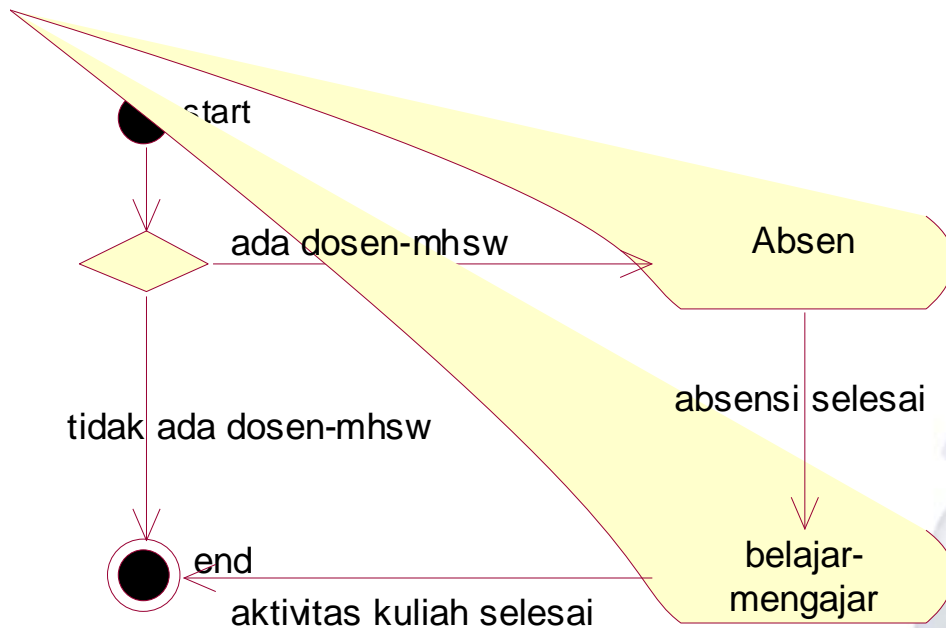 start
ada dosen-mhsw
Absen
absensi selesai
tidak ada dosen-mhsw
end
belajar-
mengajar
aktivitas kuliah selesai